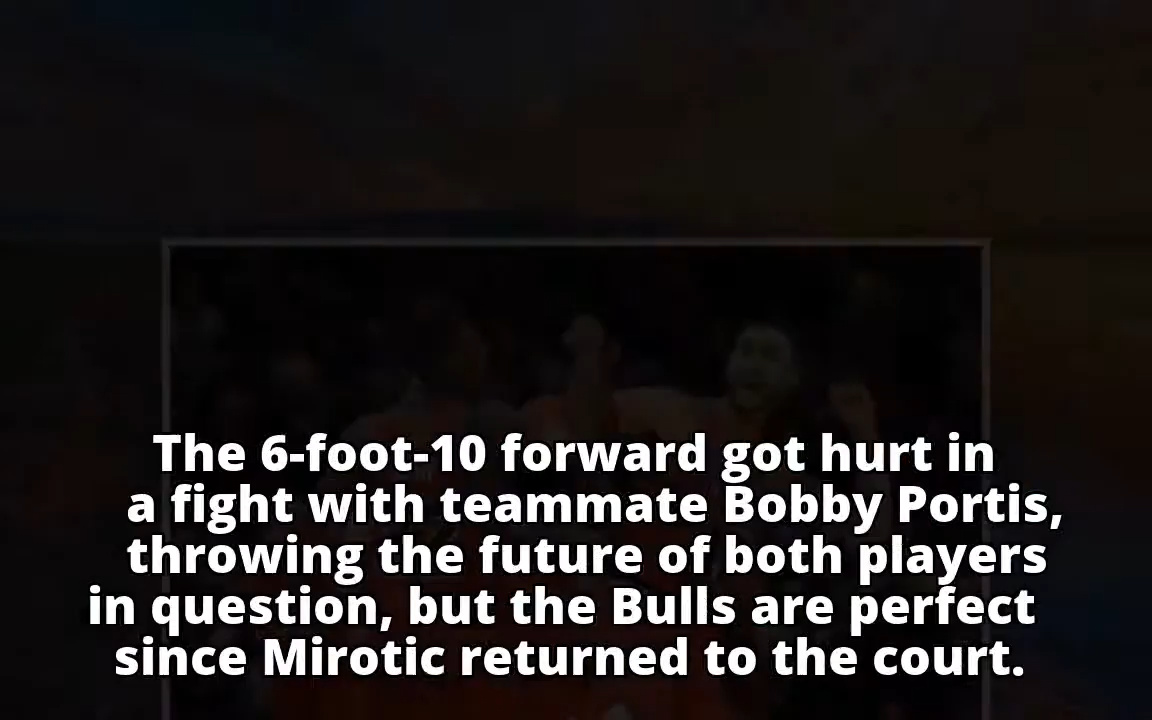 The 6-foot-10 forward got hurt in
a fight with teammate Bobby Portis,
throwing the future of both players
in question, but the Bulls are perfect
since Mirotic returned to the court.